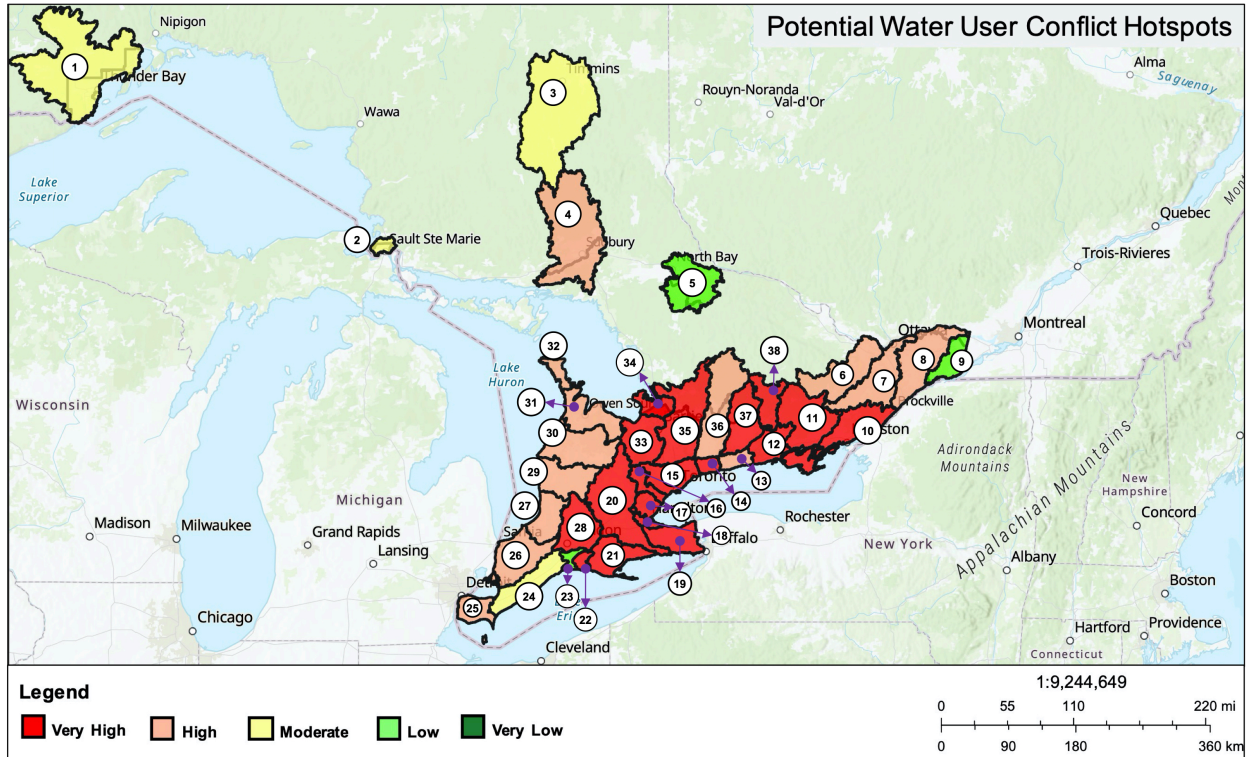 Potential Water User Conflict Hotspots
Nipigon
Alma
1
Thunder Bay
Timmins
Saguenay
3
Rouyn-Noranda
Val-d'Or
Wawa
Lake
Superior
4
Quebec
2
Sault Ste Marie
Sudbury
North Bay
Trois-Rivieres
5
Montreal
Ottawa
32
34
38
8
9
Lake
Huron
6
7
31
Owen Sound
Brockville
Wisconsin
37
11
10
30
33
35
36
12
Kingston
Adirondack
Mountains
29
15
Toronto
13
New
Hampshire
Appalachian Mountains
Michigan
27
20
14
17
16
Hamilton
Concord
Madison
Milwaukee
Grand Rapids
28
Rochester
Sarnia
18
Buffalo
New York
Lansing
26
21
Albany
Detroit
19
Boston
25
24
23
Lake
Erie
22
Chicago
Hartford
Providence
Cleveland
Connecticut
Legend
Very High
High
Moderate
Low
Very Low
1:9,244,649
0 55 110 220 mi
0 90 180 360 km